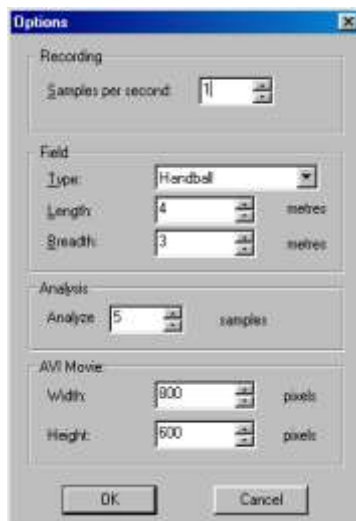 Options
Recording
Samples per second: 1
Field
Type: Handball
Length: 4 metres
Breadth: 3 metres
Analysis
Analyze 5 samples
AVI Movie
Width: 800 pixels
Height: 600 pixels
OK Cancel